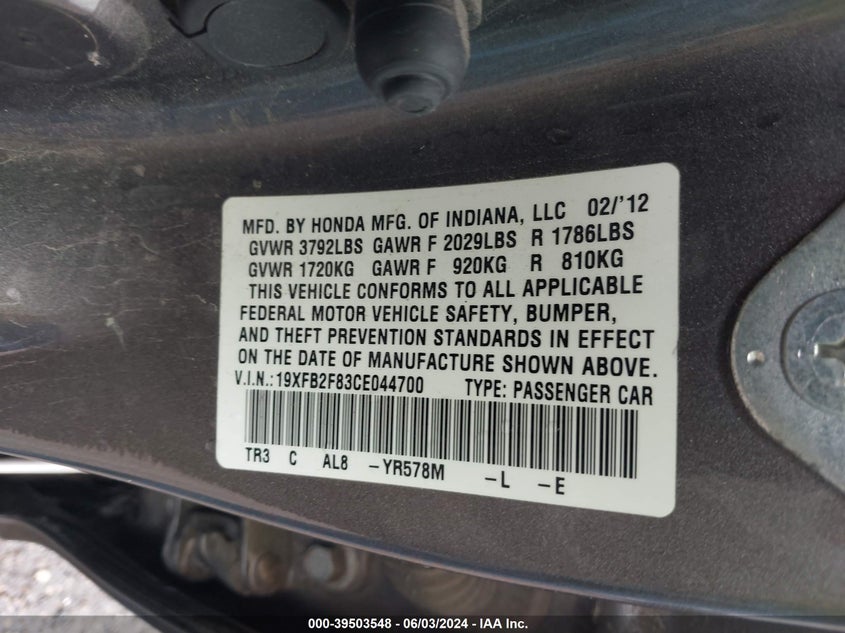 MFD. BY HONDA MFG. OF INDIANA, LLC 02/'12
GVWR 3792LBS GAWR F 2029LBS R 1786LBS
GVWR 1720KG GAWR F 920KG R 810KG
THIS VEHICLE CONFORMS TO ALL APPLICABLE
FEDERAL MOTOR VEHICLE SAFETY, BUMPER,
AND THEFT PREVENTION STANDARDS IN EFFECT
ON THE DATE OF MANUFACTURE SHOWN ABOVE.
V.I.N.:19XFB2F83CE044700 TYPE: PASSENGER CAR
TR3 C AL8 -YR578M -L -E
000-39503548 - 06/03/2024 - IAA Inc.